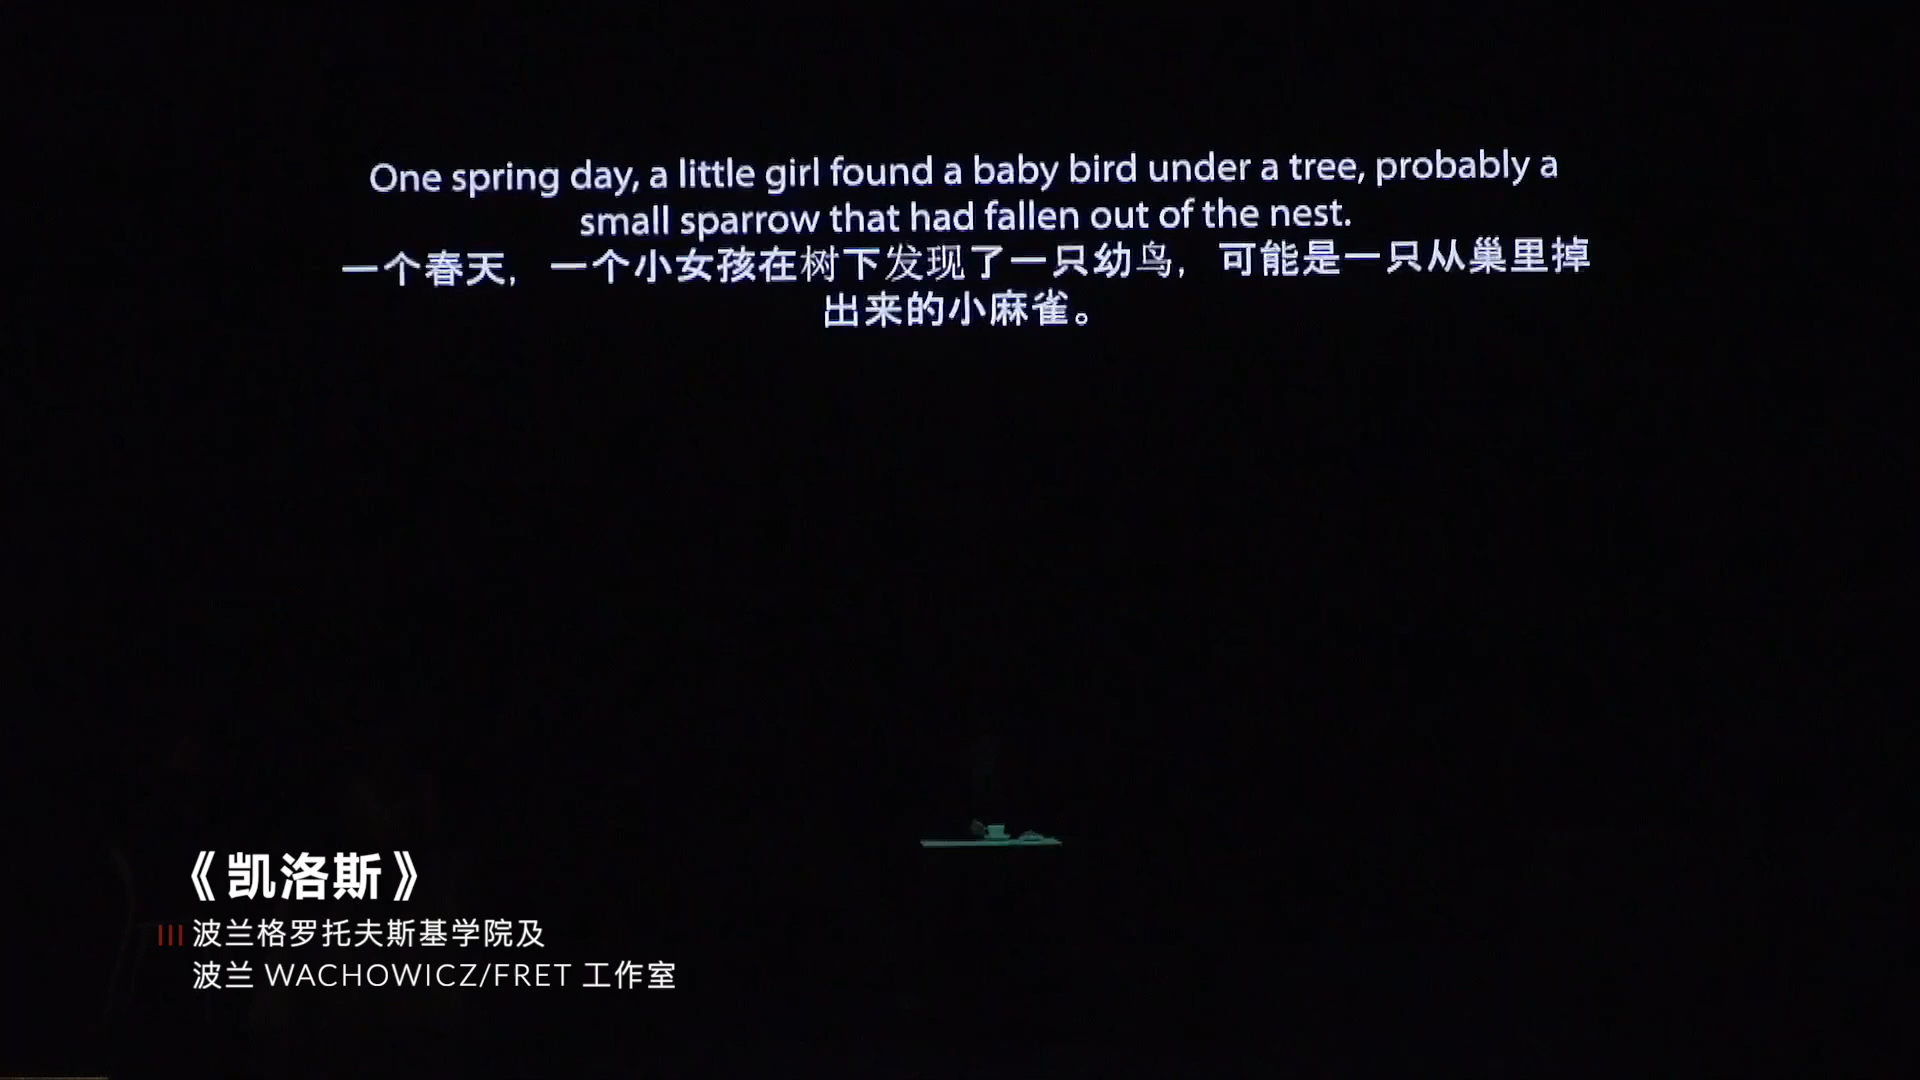 One spring day, a little girl found a baby bird under a tree, probably a
small sparrow that had fallen out of the nest.
一个春天，一个小女孩在树下发现了一只幼鸟，可能是一只从巢里掉
出来的小麻雀。
《凯洛斯》
波兰格罗托夫斯基学院及
波兰 WACHOWICZ/FRET 工作室